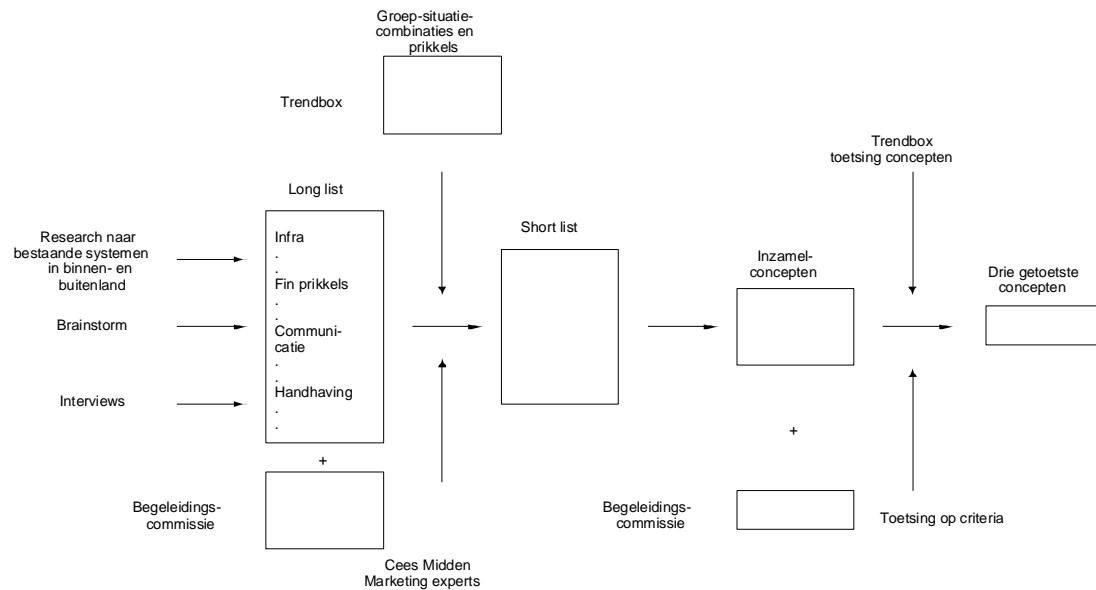 Groep-situatie-
combinaties en
prikkels
Trendbox
Trendbox
toetsing concepten
Long list
Research naar
bestaande systemen
in binnen- en
buitenland
Brainstorm
Interviews
Infra
.
.
Fin prikkels
.
.
Communi-
catie
.
.
Handhaving
.
.
+
Begeleidings-
commissie
Cees Midden
Marketing experts
Short list
Inzamel-
concepten
+
Begeleidings-
commissie
Toetsing op criteria
Drie getoetste
concepten